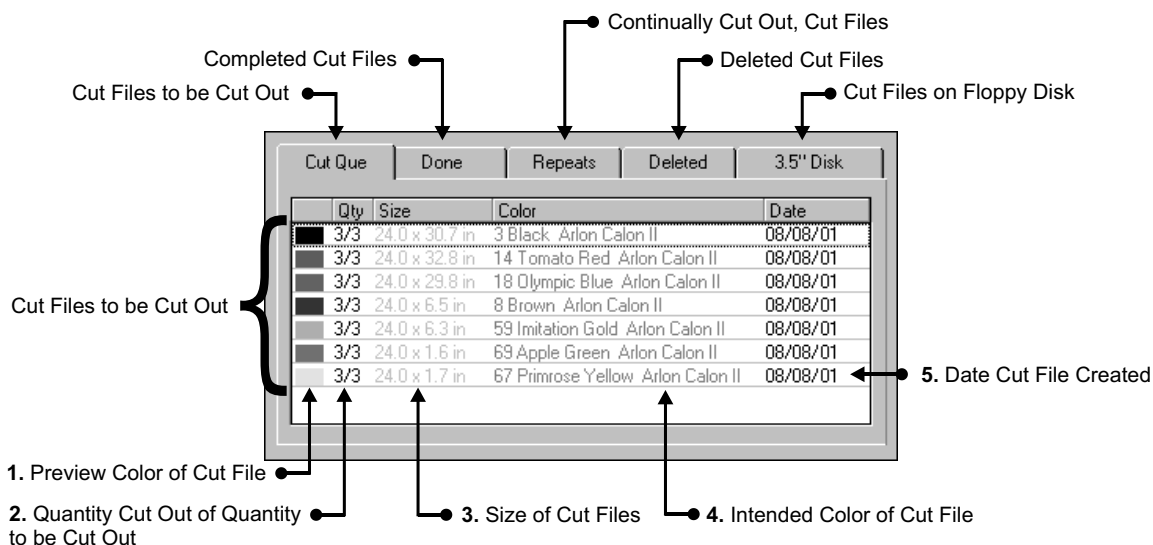 Continually Cut Out, Cut Files
Completed Cut Files
Deleted Cut Files
Cut Files to be Cut Out
Cut Files on Floppy Disk
Cut Que Done Repeats Deleted 3.5" Disk
Qty Size Color Date
3/3 24.0 x 30.7 in 3 Black Arlon Calon II 08/08/01
3/3 24.0 x 32.8 in 14 Tomato Red Arlon Calon II 08/08/01
3/3 24.0 x 29.8 in 18 Olympic Blue Arlon Calon II 08/08/01
3/3 24.0 x 6.5 in 8 Brown Arlon Calon II 08/08/01
3/3 24.0 x 6.3 in 59 Imitation Gold Arlon Calon II 08/08/01
3/3 24.0 x 1.6 in 69 Apple Green Arlon Calon II 08/08/01
3/3 24.0 x 1.7 in 67 Primrose Yellow Arlon Calon II 08/08/01
Cut Files to be Cut Out
5. Date Cut File Created
1. Preview Color of Cut File
2. Quantity Cut Out of Quantity
to be Cut Out
3. Size of Cut Files
4. Intended Color of Cut File